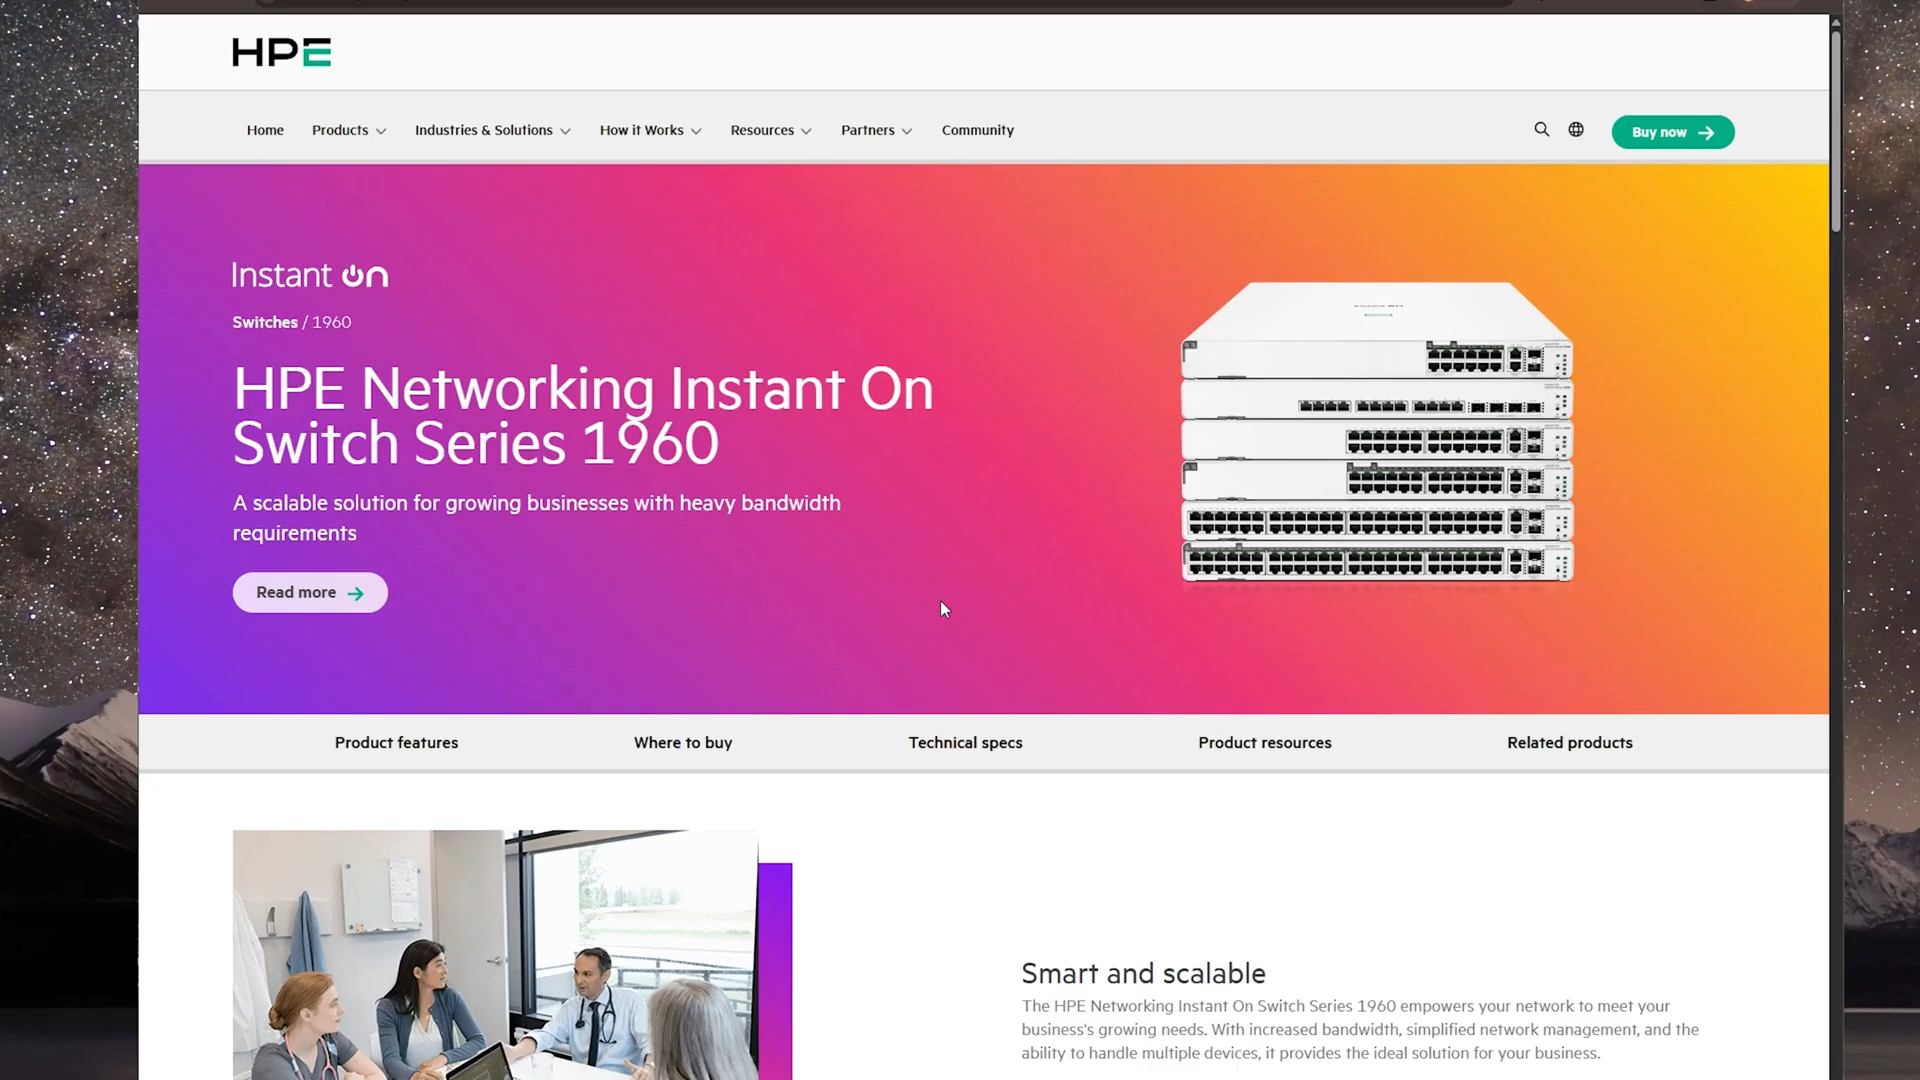 HPE
Home Products Industries & Solutions How it Works Resources Partners Community Buy now
Instant On
Switches / 1960
HPE Networking Instant On
Switch Series 1960
A scalable solution for growing businesses with heavy bandwidth
requirements
Read more
Product features Where to buy Technical specs Product resources Related products
Smart and scalable
The HPE Networking Instant On Switch Series 1960 empowers your network to meet your
business's growing needs. With increased bandwidth, simplified network management, and the
ability to handle multiple devices, it provides the ideal solution for your business.